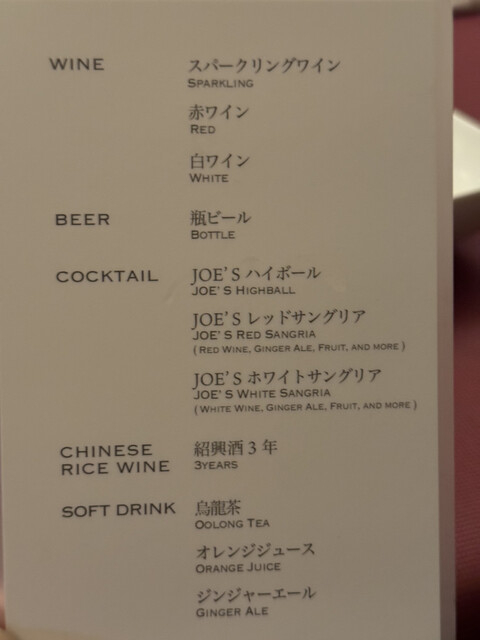 WINE
スパークリングワイン
SPARKLING
赤ワイン
RED
白ワイン
WHITE
BEER
瓶ビール
BOTTLE
COCKTAIL
JOE'S ハイボール
JOE'S HIGHBALL
JOE'S レッドサングリア
JOE'S RED SANGRIA
( RED WINE, GINGER ALE, FRUIT, AND MORE )
JOE'S ホワイトサングリア
JOE'S WHITE SANGRIA
( WHITE WINE, GINGER ALE, FRUIT, AND MORE )
CHINESE
RICE WINE
紹興酒 3 年
3YEARS
SOFT DRINK
烏龍茶
OOLONG TEA
オレンジジュース
ORANGE JUICE
ジンジャーエール
GINGER ALE